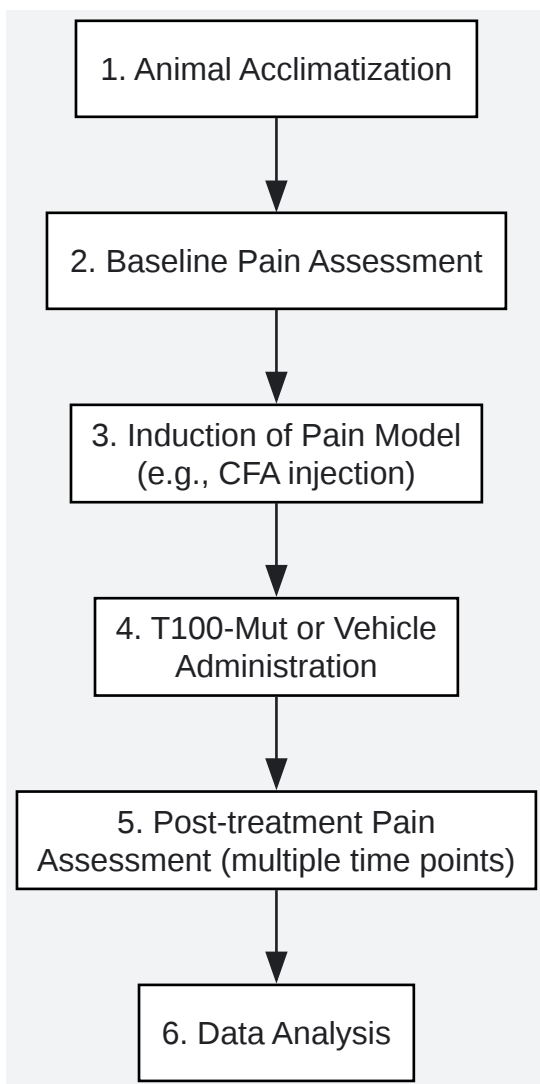 1. Animal Acclimatization
2. Baseline Pain Assessment
3. Induction of Pain Model
(e.g., CFA injection)
4. T100-Mut or Vehicle
Administration
5. Post-treatment Pain
Assessment (multiple time points)
6. Data Analysis